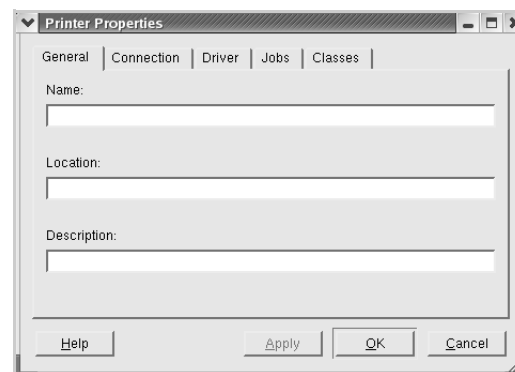 Printer Properties
General Connection Driver Jobs Classes
Name:
Location:
Description:
Help Apply OK Cancel